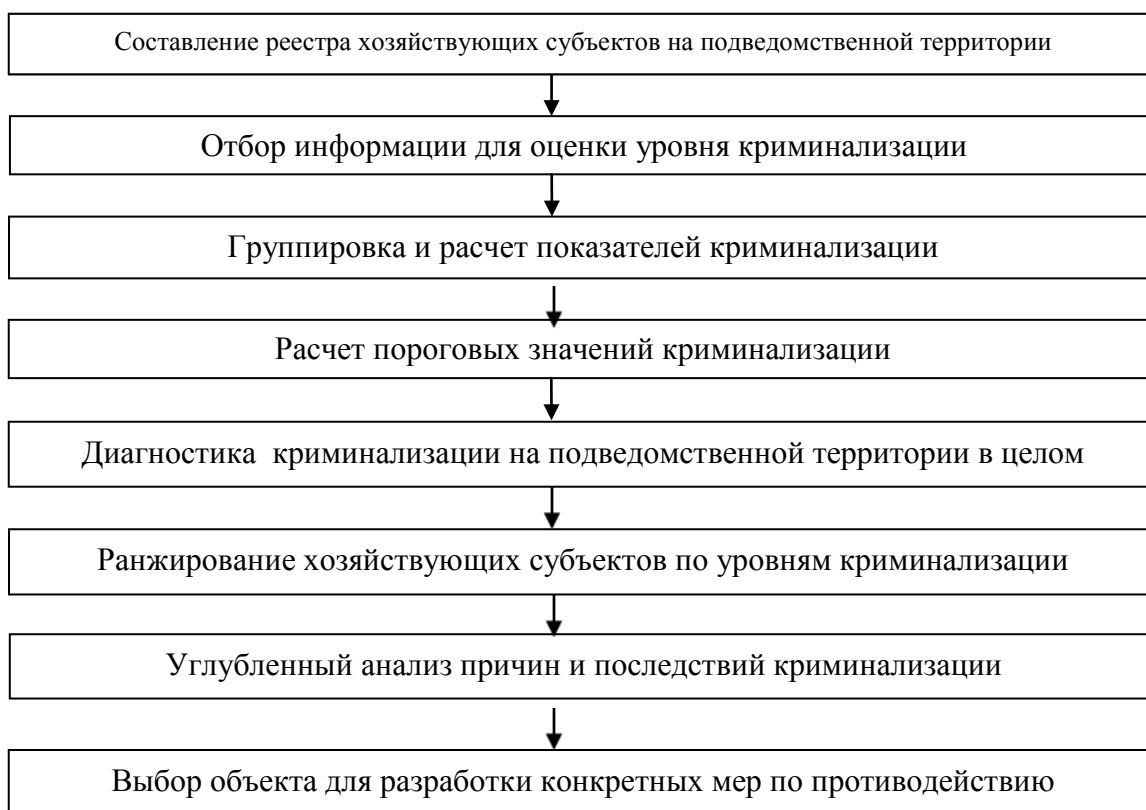 Составление реестра хозяйствующих субъектов на подведомственной территории
Отбор информации для оценки уровня криминализации
Группировка и расчет показателей криминализации
Расчет пороговых значений криминализации
Диагностика  криминализации на подведомственной территории в целом
Ранжирование хозяйствующих субъектов по уровням криминализации
Углубленный анализ причин и последствий криминализации
Выбор объекта для разработки конкретных мер по противодействию